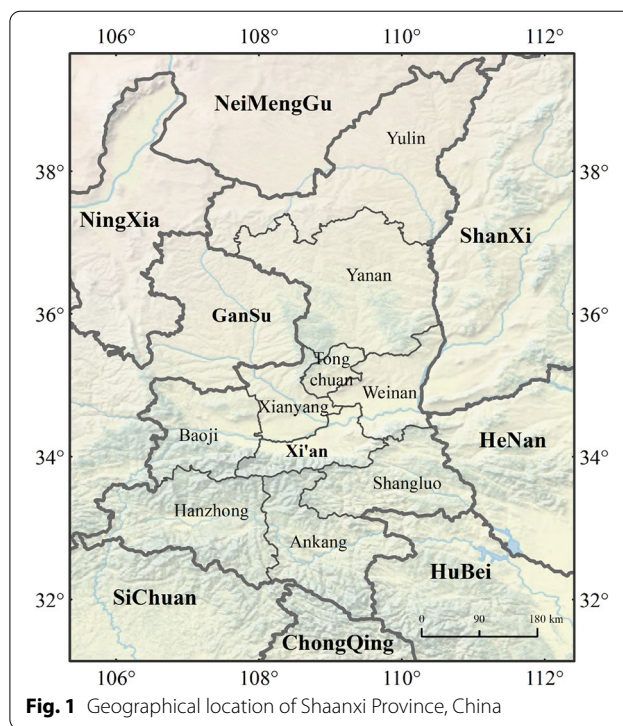 106° 108° 110° 112°
NeiMengGu
Yulin
38° 38°
NingXia
ShanXi
Yanan
36° 36°
GanSu
Tong
chuan
Weinan
Xianyang
Baoji
HeNan
Xi'an
34° 34°
Shangluo
Hanzhong
Ankang
HuBei
SiChuan
32° 32°
0 90 180 km
ChongQing
106° 108° 110° 112°
Fig. 1 Geographical location of Shaanxi Province, China